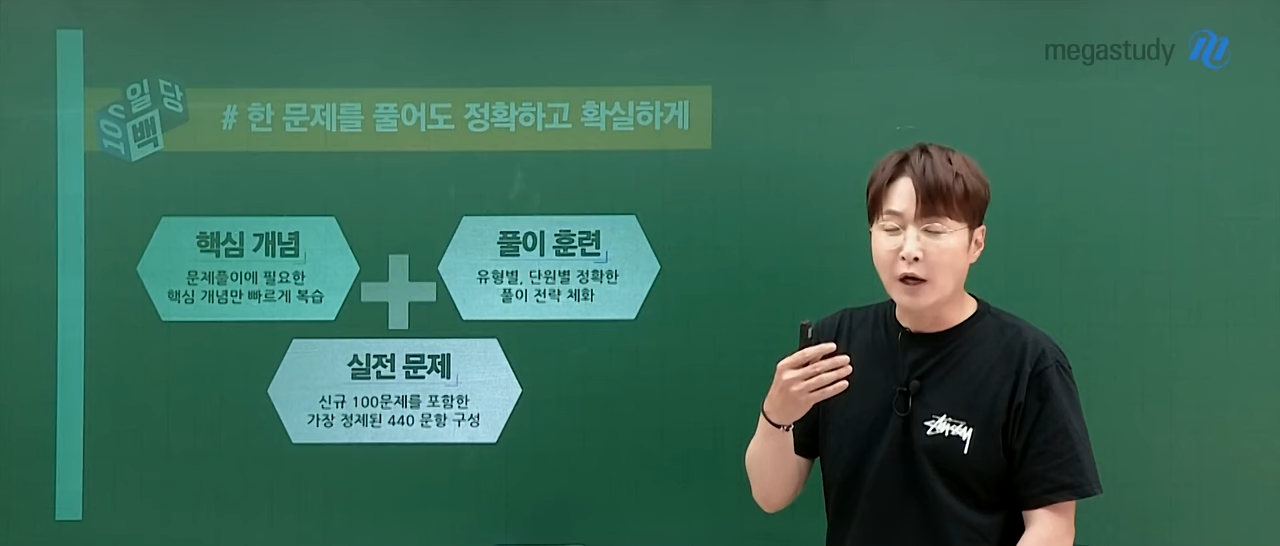 megastudy
일당백
# 한 문제를 풀어도 정확하고 확실하게
핵심 개념
문제풀이에 필요한
핵심 개념만 빠르게 복습
풀이 훈련
유형별, 단원별 정확한
풀이 전략 체화
실전 문제
신규 100문제를 포함한
가장 정제된 440 문항 구성
Stüssy